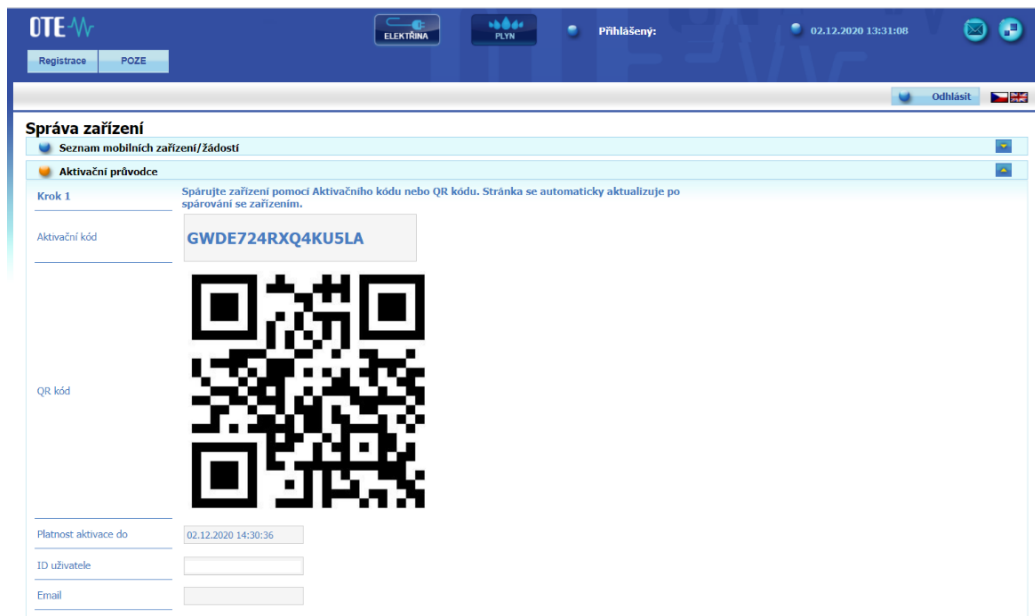 OTE
ELEKTŘINA
PLYN
Přihlášený:
02.12.2020 13:31:08
Registrace
POZE
Odhlásit
Správa zařízení
Seznam mobilních zařízení/žádostí
Aktivační průvodce
Krok 1
Spárujte zařízení pomocí Aktivačního kódu nebo QR kódu. Stránka se automaticky aktualizuje po
spárování se zařízením.
Aktivační kód
GWDE724RXQ4KU5LA
QR kód
Platnost aktivace do
02.12.2020 14:30:36
ID uživatele
Email